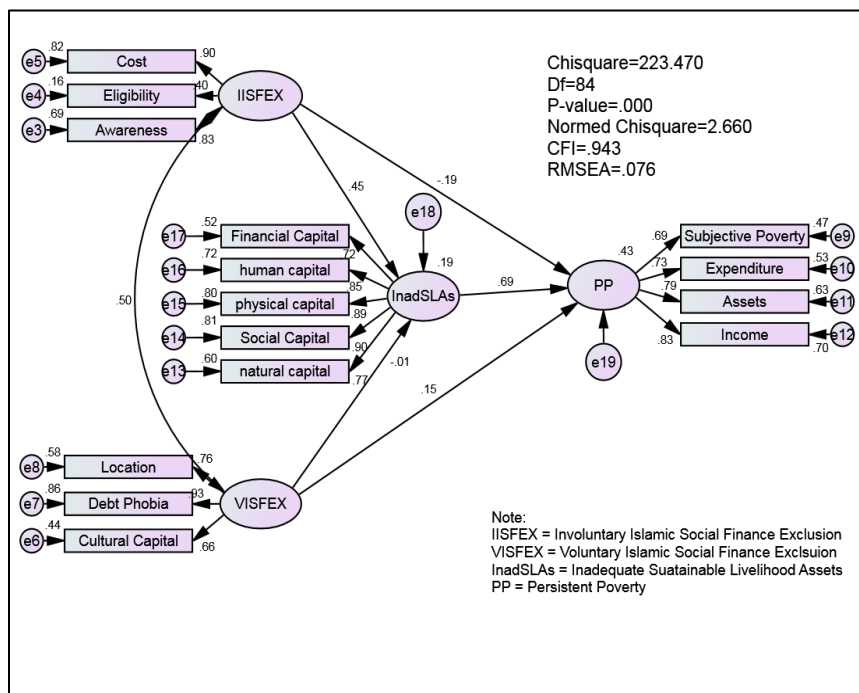 .82
e5
Cost
.90
.16
e4
Eligibility
.40
IISFEX
.69
e3
Awareness
.83
Chisquare=223.470
Df=84
P-value=.000
Normed Chisquare=2.660
CFI=.943
RMSEA=.076
-.19
.45
e18
.52
e17
Financial Capital
.72
.72
e16
human capital
.85
.80
e15
physical capital
.89
.81
e14
Social Capital
.90
.60
e13
natural capital
.77
.19
InadSLAs
.69
-.01
.50
.15
.43
PP
e19
.69
Subjective Poverty
.47
e9
.73
Expenditure
.53
e10
.79
Assets
.63
e11
.83
Income
.70
e12
.58
e8
Location
.76
.86
e7
Debt Phobia
.93
VISFEX
.44
e6
Cultural Capital
.66
Note:
IISFEX = Involuntary Islamic Social Finance Exclusion
VISFEX = Voluntary Islamic Social Finance Exclsuion
InadSLAs = Inadequate Suatainable Livelihood Assets
PP = Persistent Poverty